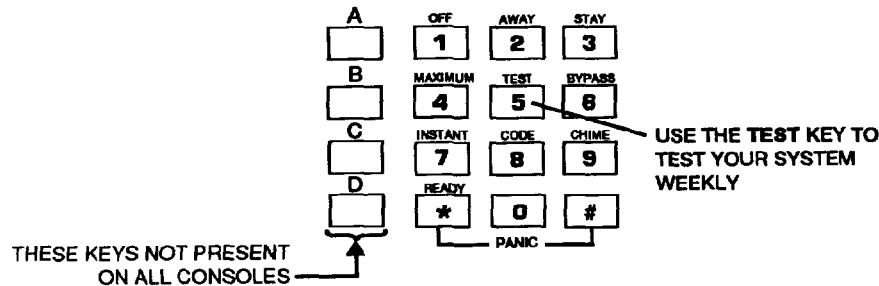 A OFF AWAY STAY
1 2 3
B MAXIMUM TEST BYPASS
4 5 6
C INSTANT CODE CHIME
7 8 9
D READY
* 0 #
PANIC
USE THE TEST KEY TO
TEST YOUR SYSTEM
WEEKLY
THESE KEYS NOT PRESENT
ON ALL CONSOLES